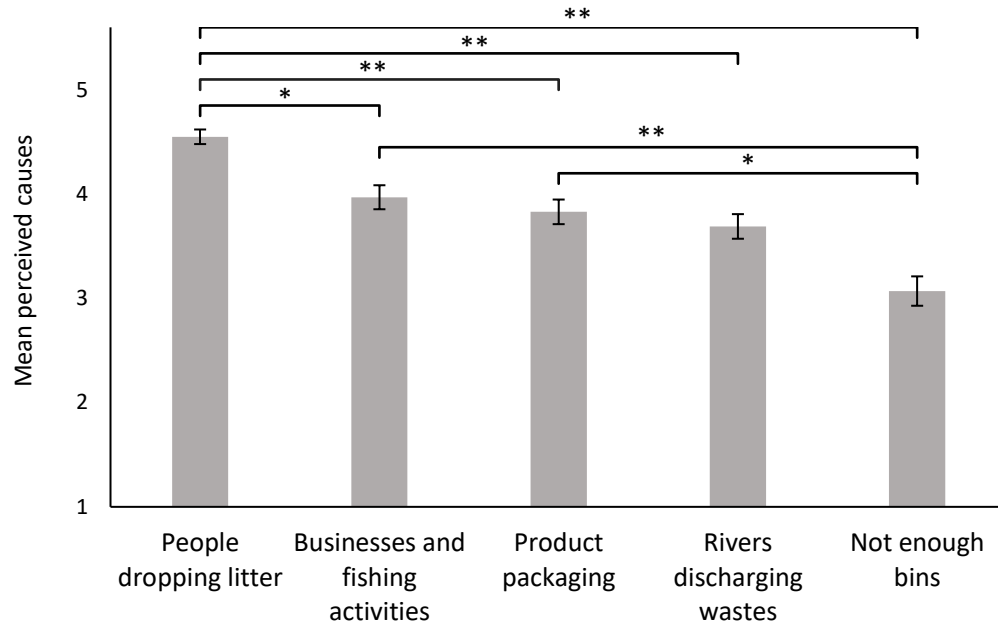 **
**
**
*
**
*
5
4
3
2
1
Mean perceived causes
People
dropping litter
Businesses and
fishing
activities
Product
packaging
Rivers
discharging
wastes
Not enough
bins